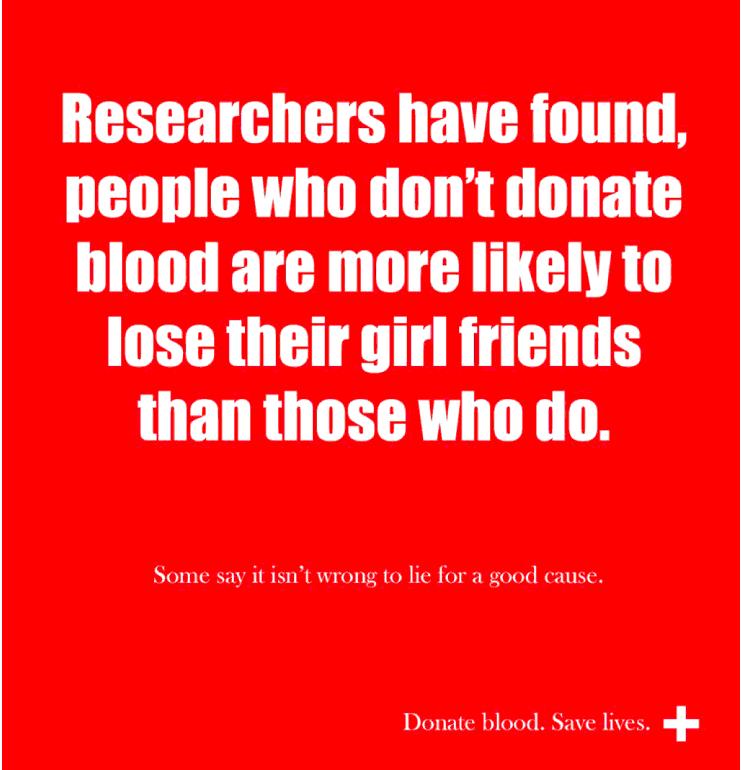 Researchers have found,
people who don't donate
blood are more likely to
lose their girl friends
than those who do.
Some say it isn't wrong to lie for a good cause.
Donate blood. Save lives.